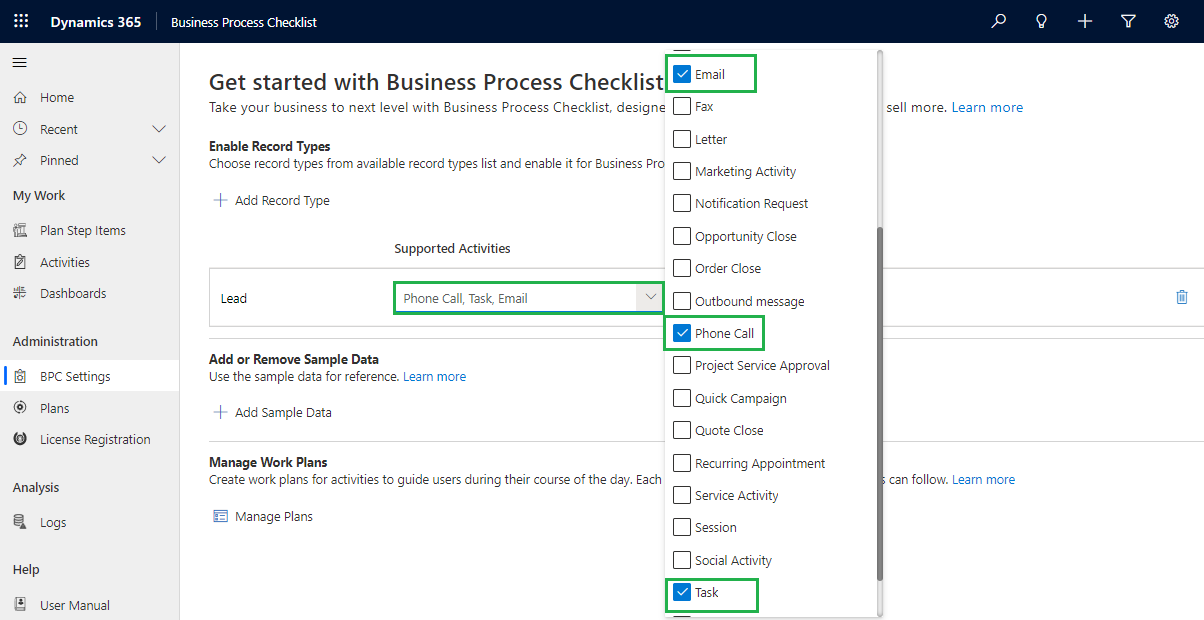 Dynamics 365
Business Process Checklist
Home
Recent
Pinned
My Work
Plan Step Items
Activities
Dashboards
Administration
BPC Settings
Plans
License Registration
Analysis
Logs
Help
User Manual
Get started with Business Process Checklist
Take your business to next level with Business Process Checklist, designe sell more. Learn more
Enable Record Types
Choose record types from available record types list and enable it for Business Pro
Add Record Type
Supported Activities
Lead
Phone Call, Task, Email
Add or Remove Sample Data
Use the sample data for reference. Learn more
Add Sample Data
Manage Work Plans
Create work plans for activities to guide users during their course of the day. Each s can follow. Learn more
Manage Plans
Email
Fax
Letter
Marketing Activity
Notification Request
Opportunity Close
Order Close
Outbound message
Phone Call
Project Service Approval
Quick Campaign
Quote Close
Recurring Appointment
Service Activity
Session
Social Activity
Task